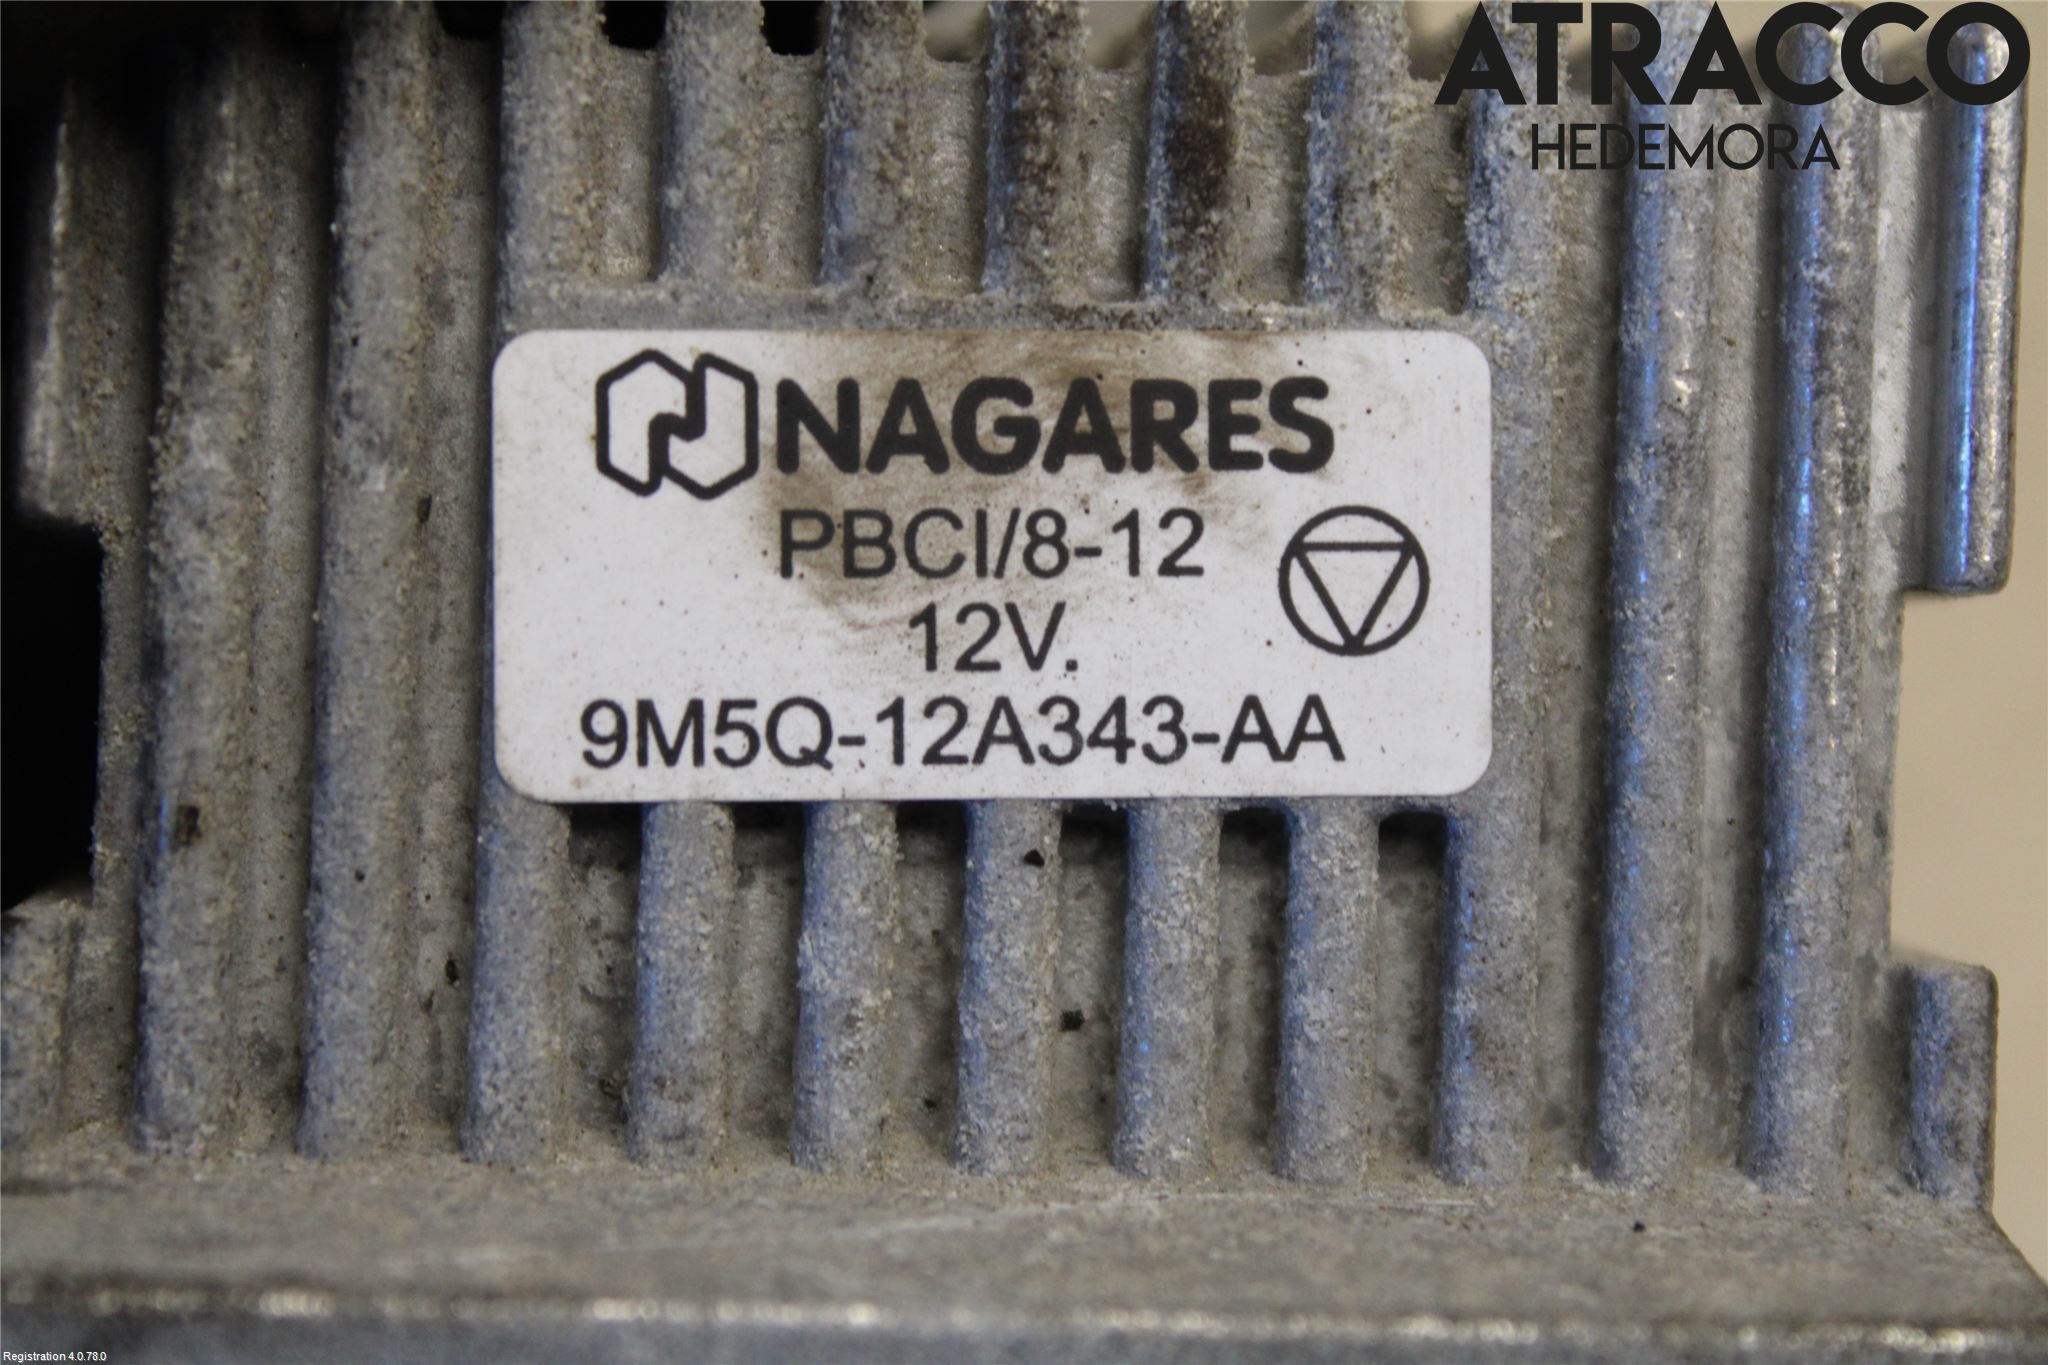 ATRACCO
HEDEMORA
NAGARES
PBCI/8-12
12V.
9M5Q-12A343-AA
Registration 4.0.78.0